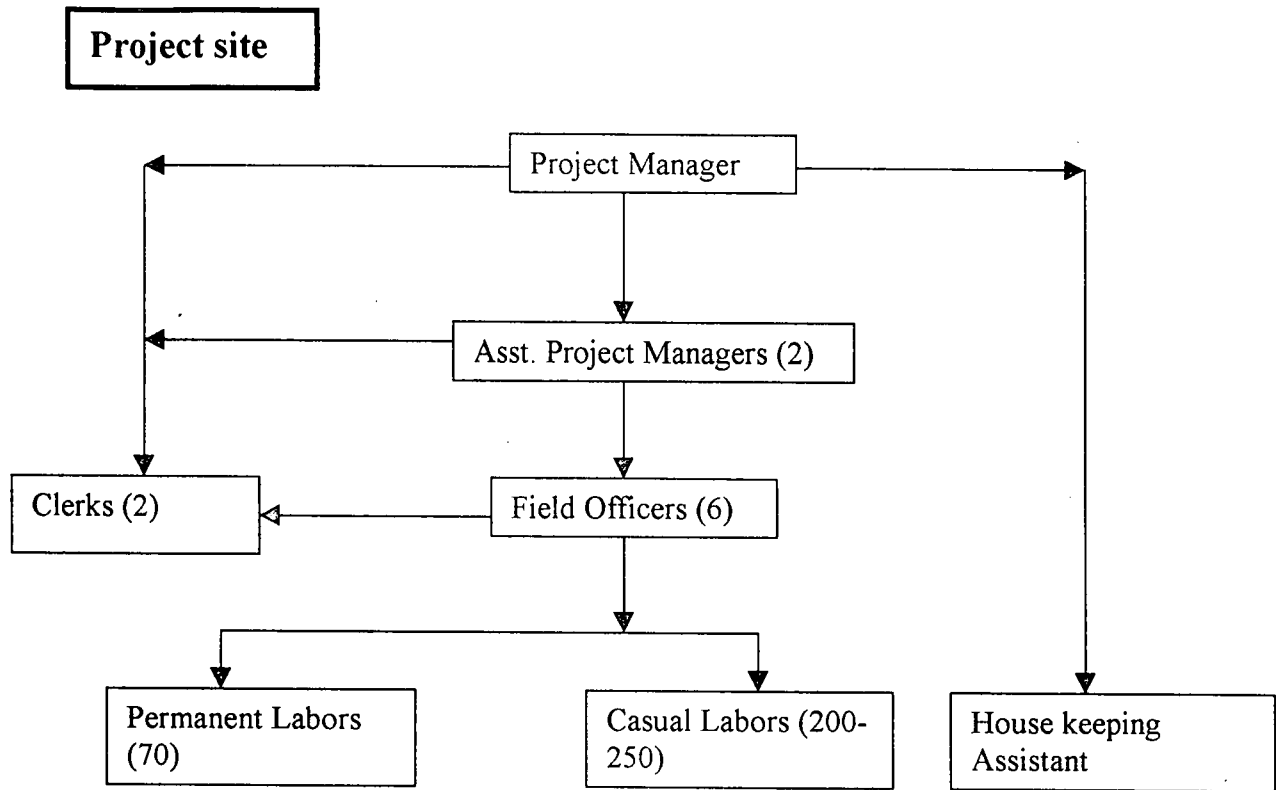 Project site
Project Manager
Asst. Project Managers (2)
Clerks (2)
Field Officers (6)
Permanent Labors
(70)
Casual Labors (200-
250)
House keeping
Assistant